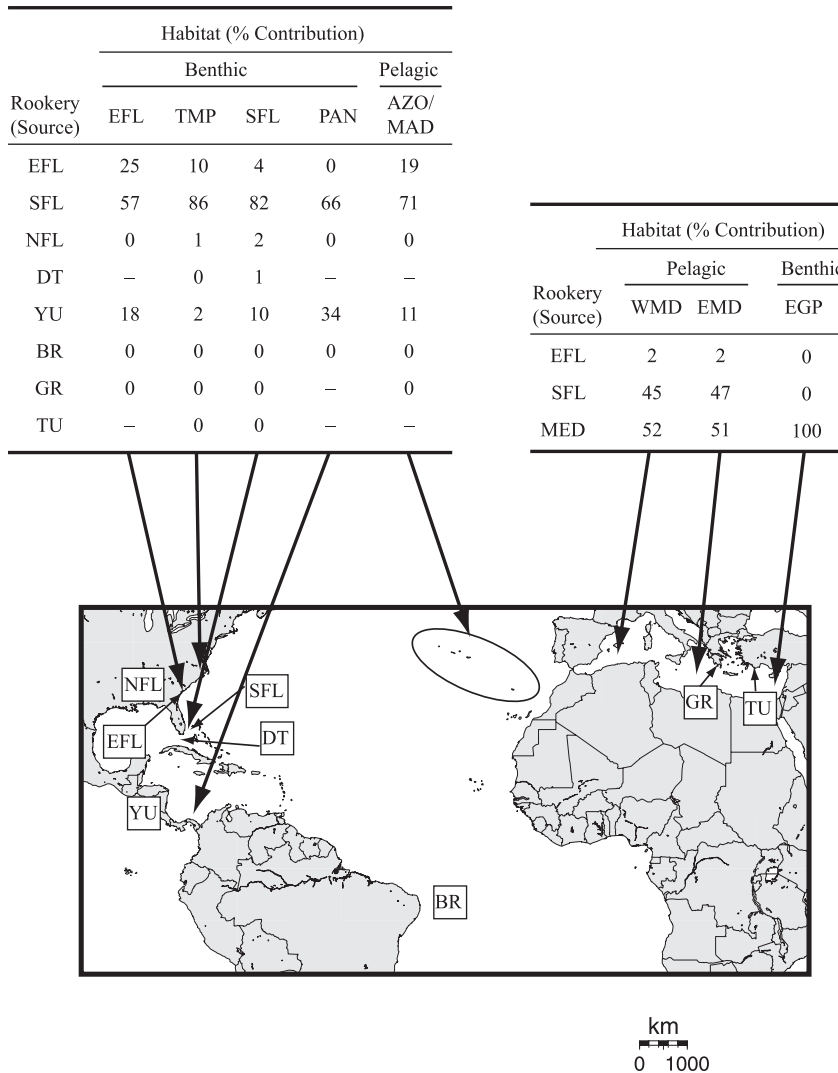 Habitat (% Contribution)
Benthic Pelagic
Rookery (Source) EFL TMP SFL PAN AZO/MAD
EFL 25 10 4 0 19
SFL 57 86 82 66 71
NFL 0 1 2 0 0
DT – 0 1 – –
YU 18 2 10 34 11
BR 0 0 0 0 0
GR 0 0 0 – 0
TU – 0 0 – –
Habitat (% Contribution)
Pelagic Benthic
Rookery (Source) WMD EMD EGP
EFL 2 2 0
SFL 45 47 0
MED 52 51 100
NFL
SFL
GR
TU
EFL
DT
YU
BR
km
0 1000